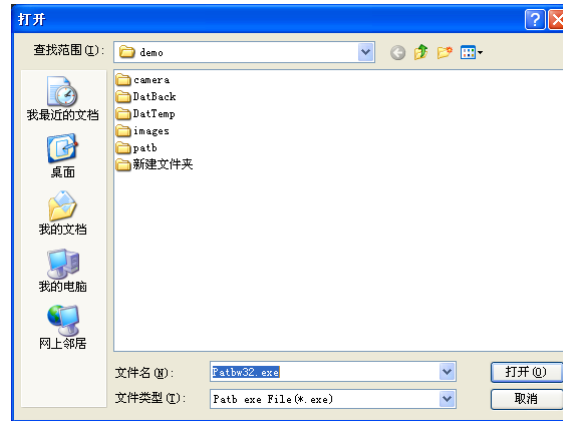 打开
查找范围(I):
demo
camera
DatBack
DatTemp
images
patb
新建文件夹
我最近的文档
桌面
我的文档
我的电脑
网上邻居
文件名(N):
Patbw32.exe
打开(O)
文件类型(T):
Patb exe File(*.exe)
取消